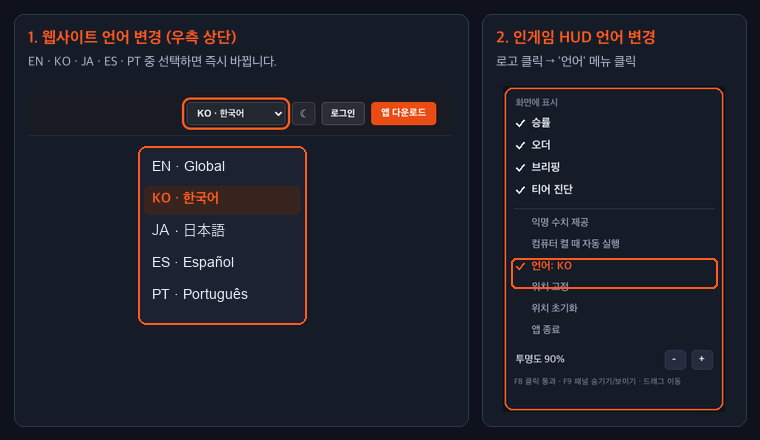 1. 웹사이트 언어 변경 (우측 상단)
EN · KO · JA · ES · PT 중 선택하면 즉시 바뀝니다.
KO · 한국어
로그인
앱 다운로드
EN · Global
KO · 한국어
JA · 日本語
ES · Español
PT · Português
2. 인게임 HUD 언어 변경
로고 클릭 → '언어' 메뉴 클릭
화면에 표시
승률
오더
브리핑
티어 진단
익명 수치 제공
컴퓨터 켤 때 자동 실행
언어: KO
위치 고정
위치 초기화
앱 종료
투명도 90%
-
+
F8 클릭 통과 · F9 패널 숨기기/보이기 · 드래그 이동